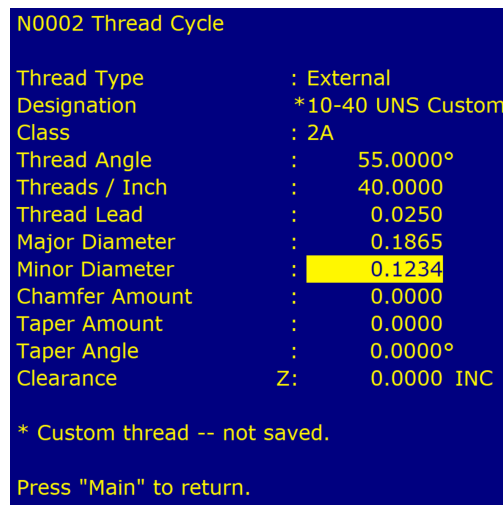 N0002 Thread Cycle
Thread Type : External
Designation *10-40 UNS Custom
Class : 2A
Thread Angle : 55.0000°
Threads / Inch : 40.0000
Thread Lead : 0.0250
Major Diameter : 0.1865
Minor Diameter : 0.1234
Chamfer Amount : 0.0000
Taper Amount : 0.0000
Taper Angle : 0.0000°
Clearance Z: 0.0000 INC
* Custom thread -- not saved.
Press "Main" to return.